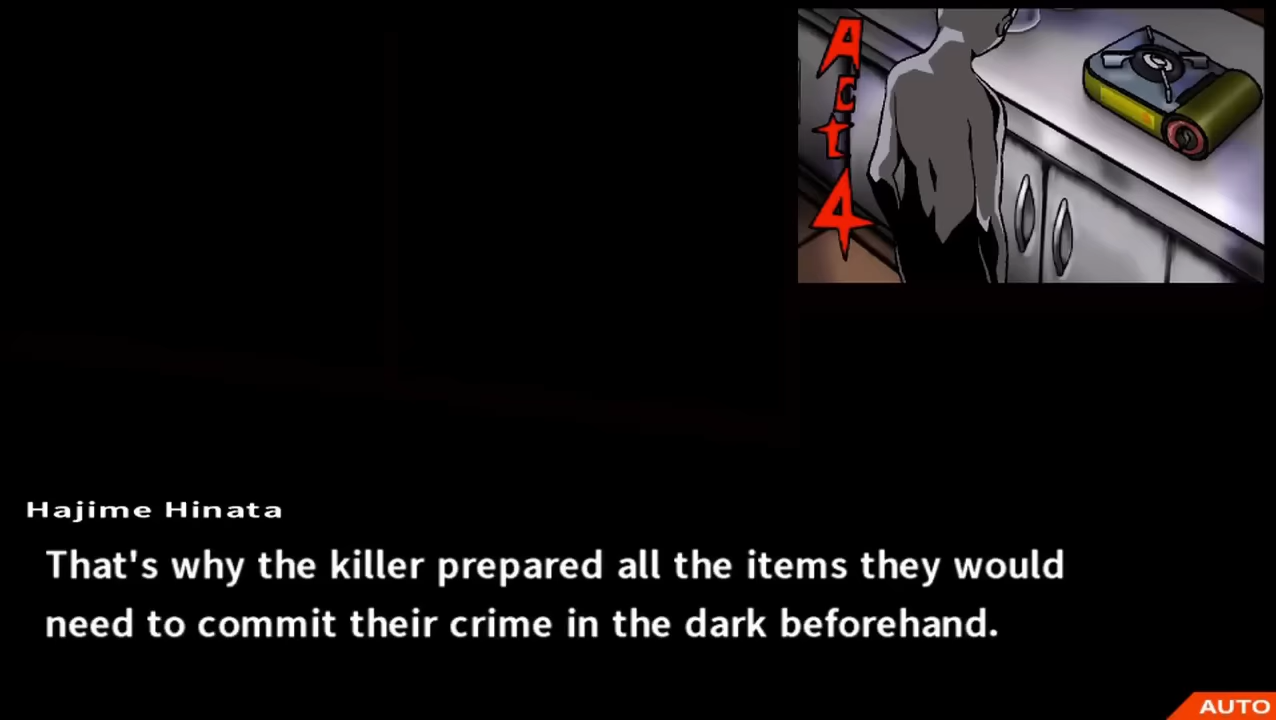 Act 4
Hajime Hinata
That's why the killer prepared all the items they would
need to commit their crime in the dark beforehand.
AUTO